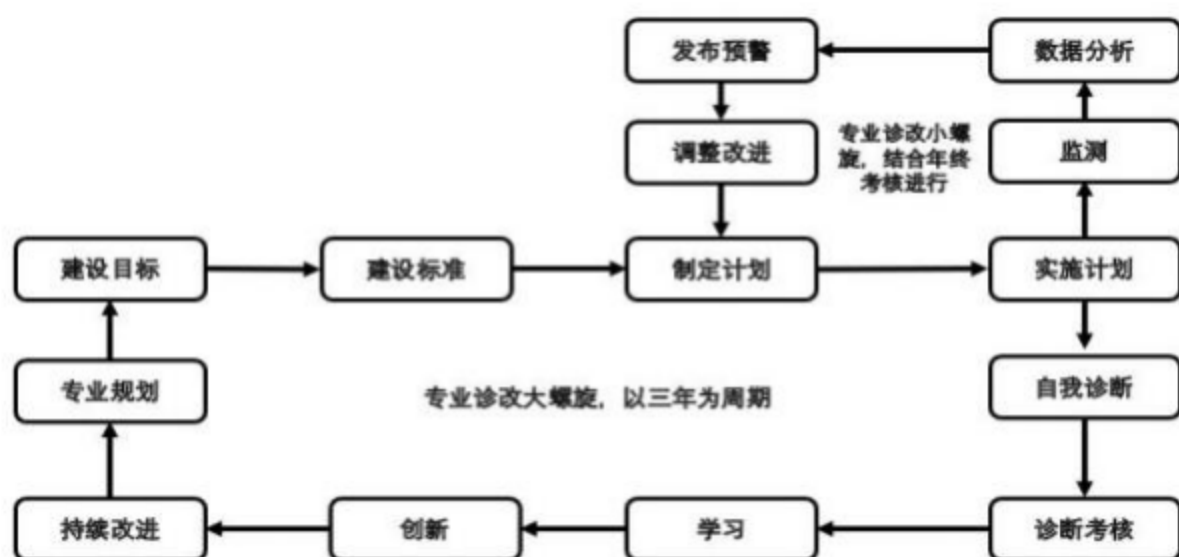 发布预警
数据分析
调整改进
专业诊改小螺
旋，结合年终
考核进行
监测
建设目标
建设标准
制定计划
实施计划
专业规划
专业诊改大螺旋，以三年为周期
自我诊断
持续改进
创新
学习
诊断考核